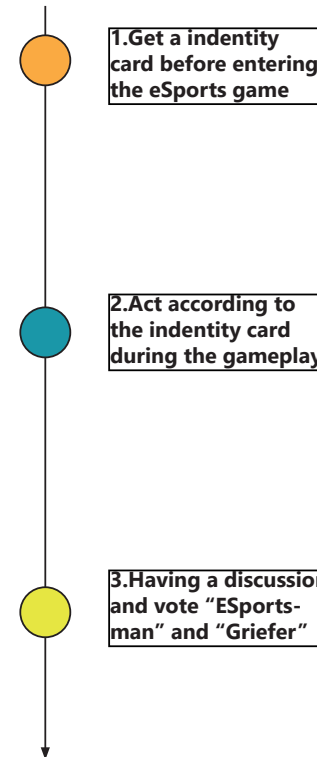 1.Get a indentity
card before entering
the eSports game
2.Act according to
the indentity card
during the gameplay
3.Having a discussion
and vote “ESports-
man” and “Griefer”